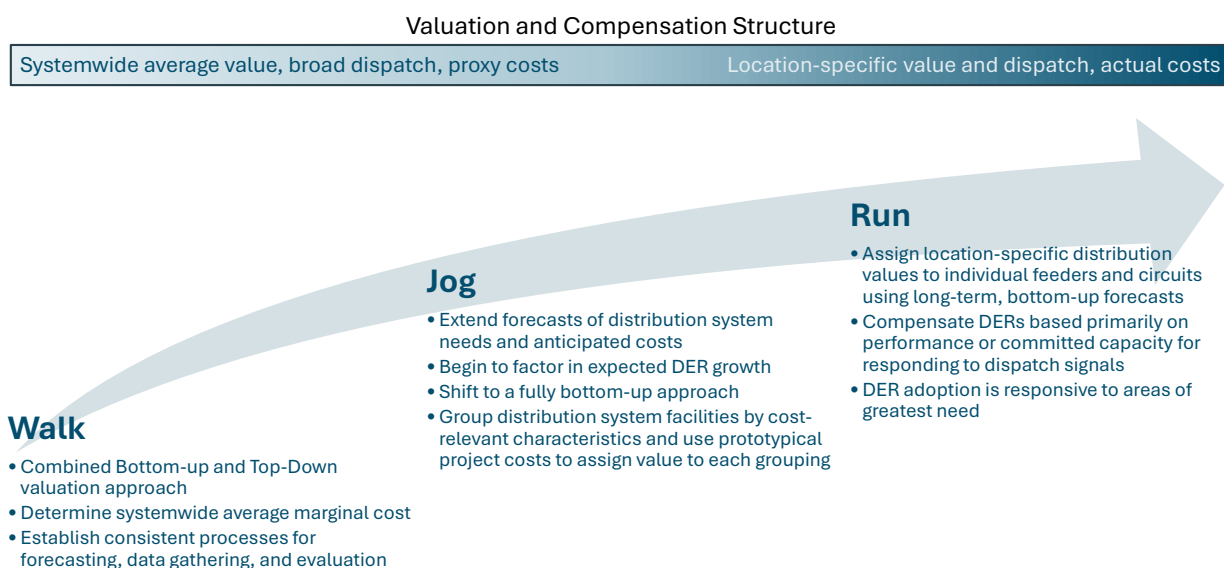 Valuation and Compensation Structure
Systemwide average value, broad dispatch, proxy costs
Location-specific value and dispatch, actual costs
Walk
• Combined Bottom-up and Top-Down
valuation approach
• Determine systemwide average marginal cost
• Establish consistent processes for
forecasting, data gathering, and evaluation
Jog
• Extend forecasts of distribution system
needs and anticipated costs
• Begin to factor in expected DER growth
• Shift to a fully bottom-up approach
• Group distribution system facilities by cost-
relevant characteristics and use prototypical
project costs to assign value to each grouping
Run
• Assign location-specific distribution
values to individual feeders and circuits
using long-term, bottom-up forecasts
• Compensate DERs based primarily on
performance or committed capacity for
responding to dispatch signals
• DER adoption is responsive to areas of
greatest need